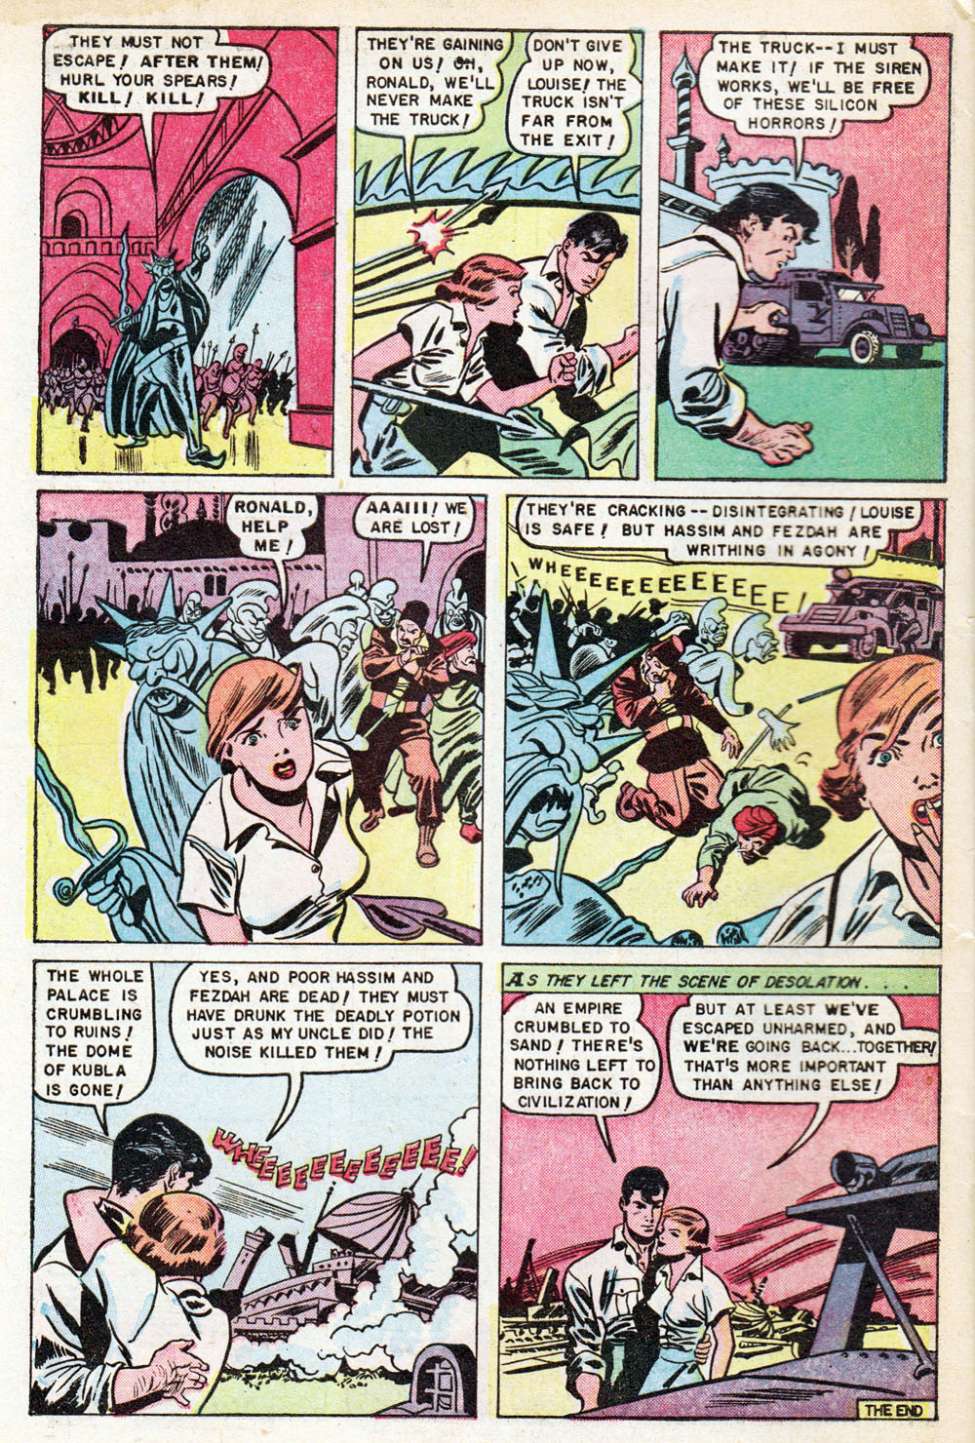 THEY MUST NOT
ESCAPE! AFTER THEM!
HURL YOUR SPEARS!
KILL! KILL!
THEY'RE GAINING
ON US! OH,
RONALD, WE'LL
NEVER MAKE
THE TRUCK!
DON'T GIVE
UP NOW,
LOUISE! THE
TRUCK ISN'T
FAR FROM
THE EXIT!
THE TRUCK--I MUST
MAKE IT! IF THE SIREN
WORKS, WE'LL BE FREE
OF THESE SILICON
HORRORS!
RONALD,
HELP
ME!
AAAIII! WE
ARE LOST!
THEY'RE CRACKING--DISINTEGRATING! LOUISE
IS SAFE! BUT HASSIM AND FEZDAH ARE
WRITHING IN AGONY!
WHEEEEEEEEEEEEE!
THE WHOLE
PALACE IS
CRUMBLING
TO RUINS!
THE DOME
OF KUBLA
IS GONE!
YES, AND POOR HASSIM AND
FEZDAH ARE DEAD! THEY MUST
HAVE DRUNK THE DEADLY POTION
JUST AS MY UNCLE DID! THE
NOISE KILLED THEM!
WHEEEEEEEEEEEE!
AS THEY LEFT THE SCENE OF DESOLATION. . . .
AN EMPIRE
CRUMBLED TO
SAND! THERE'S
NOTHING LEFT TO
BRING BACK TO
CIVILIZATION!
BUT AT LEAST WE'VE
ESCAPED UNHARMED, AND
WE'RE GOING BACK...TOGETHER!
THAT'S MORE IMPORTANT
THAN ANYTHING ELSE!
THE END